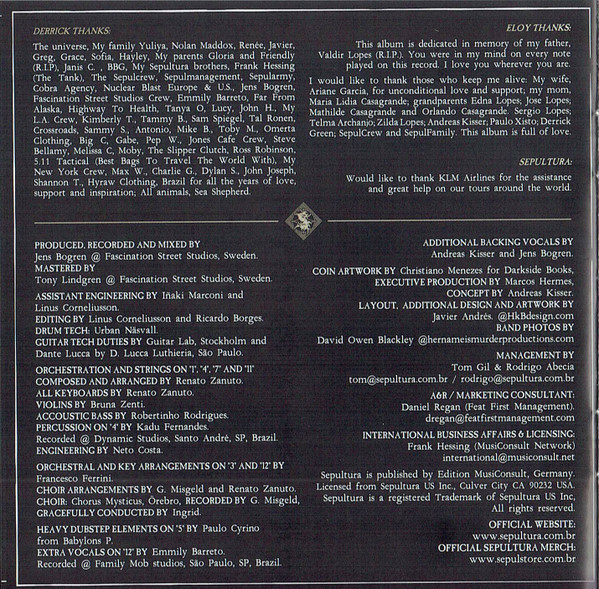 DERRICK THANKS:
The universe, My family Yuliya, Nolan Maddox, Renée, Javier,
Greg, Grace, Sofia, Hayley, My parents Gloria and Friendly
(R.I.P), Janis C. , BBG, My Sepultura brothers, Frank Hessing
(The Tank), The Sepulcrew, Sepulmanagement, Sepularmy,
Cobra Agency, Nuclear Blast Europe & U.S., Jens Bogren,
Fascination Street Studios Crew, Emmily Barreto, Far From
Alaska, Highway To Health, Tanya O, Lucy, John H., My
L.A. Crew, Kimberly T., Tammy B., Sam Spiegel, Tal Ronen,
Crossroads, Sammy S., Antonio, Mike B., Toby M., Omerta
Clothing, Big C, Gabe, Pep W., Jones Cafe Crew, Steve
Bellamy, Melissa C, Moby, The Slipper Clutch, Ross Robinson,
5.11 Tactical (Best Bags To Travel The World With), My
New York Crew, Max W., Charlie G., Dylan S., John Joseph,
Shannon T., Hyraw Clothing, Brazil for all the years of love,
support and inspiration; All animals, Sea Shepherd.
ELOY THANKS:
This album is dedicated in memory of my father,
Valdir Lopes (R.I.P.). You were in my mind on every note
played on this record. I love you wherever you are.
I would like to thank those who keep me alive: My wife,
Ariane Garcia, for unconditional love and support; my mom,
Maria Lidia Casagrande; grandparents Edna Lopes; Jose Lopes;
Mathilde Casagrande and Orlando Casagrande. Sergio Lopes;
Telma Archanjo; Zilda Lopes; Andreas Kisser; Paulo Xisto; Derrick
Green; SepulCrew and SepulFamily. This album is full of love.
SEPULTURA:
Would like to thank KLM Airlines for the assistance
and great help on our tours around the world.
PRODUCED, RECORDED AND MIXED BY
Jens Bogren @ Fascination Street Studios, Sweden.
MASTERED BY
Tony Lindgren @ Fascination Street Studios, Sweden.
ASSISTANT ENGINEERING BY Iñaki Marconi and
Linus Corneliusson.
EDITING BY Linus Corneliusson and Ricardo Borges.
DRUM TECH: Urban Näsvall.
GUITAR TECH DUTIES BY Guitar Lab, Stockholm and
Dante Lucca by D. Lucca Luthieria, São Paulo.
ORCHESTRATION AND STRINGS ON '1', '4', '7' AND '11'
COMPOSED AND ARRANGED BY Renato Zanuto.
ALL KEYBOARDS BY Renato Zanuto.
VIOLINS BY Bruna Zenti.
ACCOUSTIC BASS BY Robertinho Rodrigues.
PERCUSSION ON '4' BY Kadu Fernandes.
Recorded @ Dynamic Studios, Santo André, SP, Brazil.
ENGINEERING BY Neto Costa.
ORCHESTRAL AND KEY ARRANGEMENTS ON '3' AND '12' BY
Francesco Ferrini.
CHOIR ARRANGEMENTS BY G. Misgeld and Renato Zanuto.
CHOIR: Chorus Mysticus, Örebro, RECORDED BY G. Misgeld,
GRACEFULLY CONDUCTED BY Ingrid.
HEAVY DUBSTEP ELEMENTS ON '5' BY Paulo Cyrino
from Babylons P.
EXTRA VOCALS ON '12' BY Emmily Barreto.
Recorded @ Family Mob studios, São Paulo, SP, Brazil.
ADDITIONAL BACKING VOCALS BY
Andreas Kisser and Jens Bogren.
COIN ARTWORK BY Christiano Menezes for Darkside Books,
EXECUTIVE PRODUCTION BY Marcos Hermes,
CONCEPT BY Andreas Kisser.
LAYOUT, ADDITIONAL DESIGN AND ARTWORK BY
Javier Andrés. @HkBdesign.com
BAND PHOTOS BY
David Owen Blackley @hernameismurderproductions.com
MANAGEMENT BY
Tom Gil & Rodrigo Abecia
tom@sepultura.com.br / rodrigo@sepultura.com.br
A&R / MARKETING CONSULTANT:
Daniel Regan (Feat First Management).
dregan@featfirstmanagement.com
INTERNATIONAL BUSINESS AFFAIRS & LICENSING:
Frank Hessing (MusiConsult Network)
international@musiconsult.net
Sepultura is published by Edition MusiConsult, Germany.
Licensed from Sepultura US Inc., Culver City CA 90232 USA.
Sepultura is a registered Trademark of Sepultura US Inc,
All rights reserved.
OFFICIAL WEBSITE:
www.sepultura.com.br
OFFICIAL SEPULTURA MERCH:
www.sepulstore.com.br